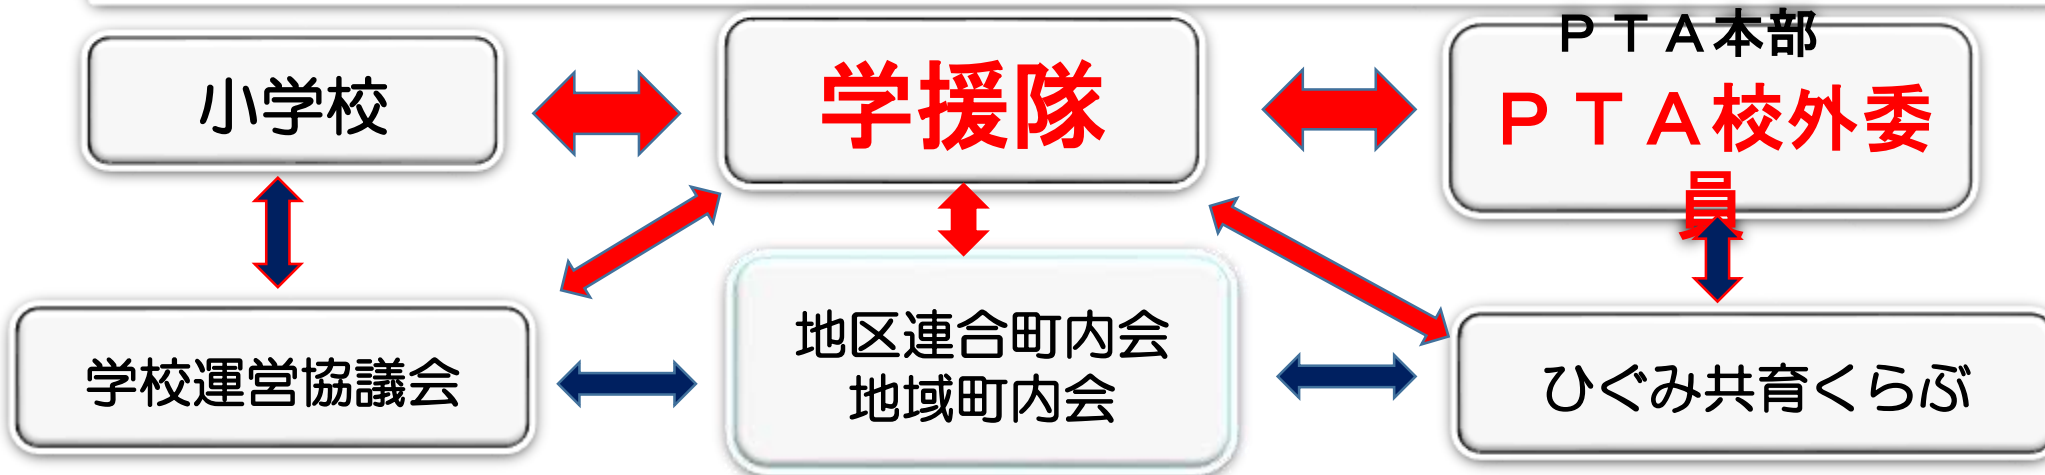 小学校
学援隊
ＰＴＡ本部
ＰＴＡ校外委
員
学校運営協議会
地区連合町内会
地域町内会
ひぐみ共育くらぶ